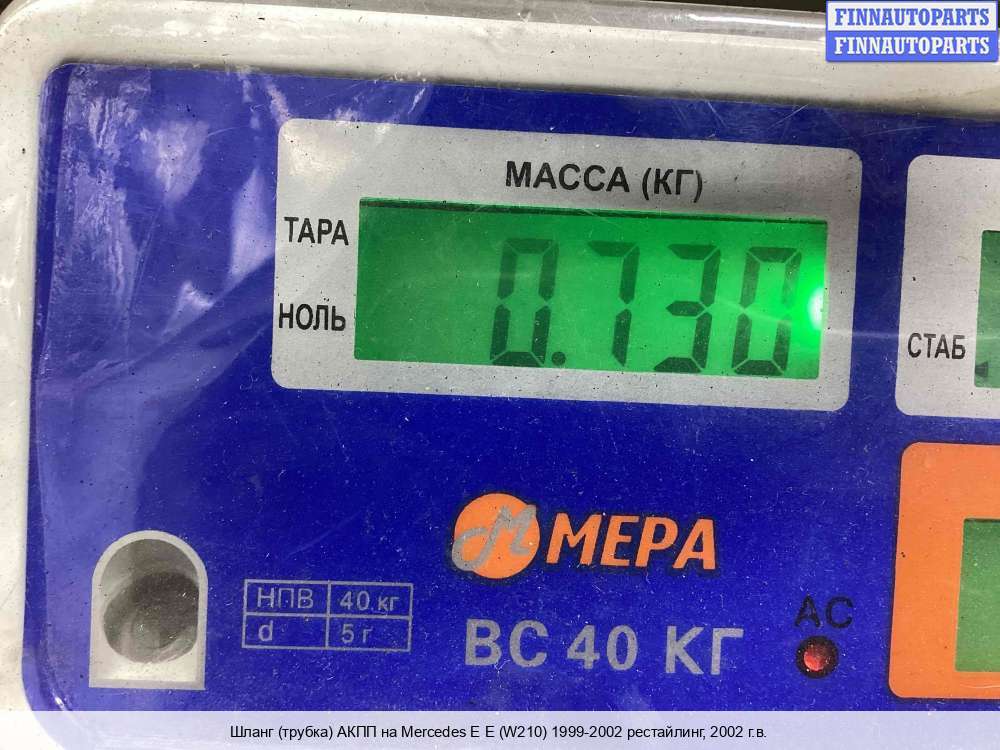 FINNAUTOPARTS
FINNAUTOPARTS
МАССА (КГ)
ТАРА
НОЛЬ
0.730
СТАБ
М МЕРА
НПВ 40 кг
d 5 г
ВС 40 КГ
AC
Шланг (трубка) АКПП на Mercedes E E (W210) 1999-2002 рестайлинг, 2002 г.в.